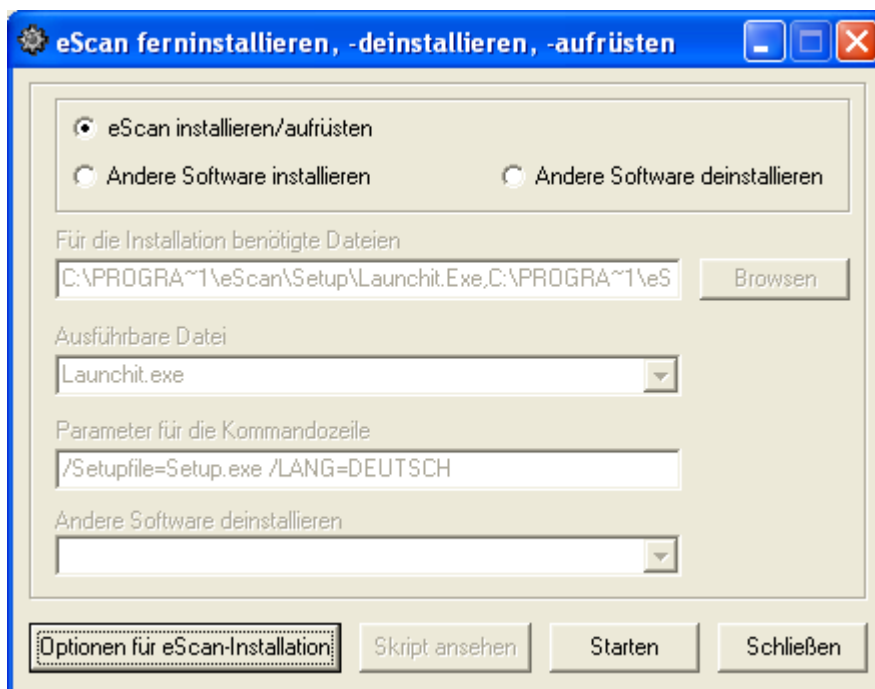 eScan ferninstallieren, -deinstallieren, -aufrüsten
eScan installieren/aufrüsten
Andere Software installieren
Andere Software deinstallieren
Für die Installation benötigte Dateien
C:\PROGRA~1\eScan\Setup\Launchit.Exe,C:\PROGRA~1\eS
Browsen
Ausführbare Datei
Launchit.exe
Parameter für die Kommandozeile
/Setupfile=Setup.exe /LANG=DEUTSCH
Andere Software deinstallieren
Optionen für eScan-Installation
Skript ansehen
Starten
Schließen